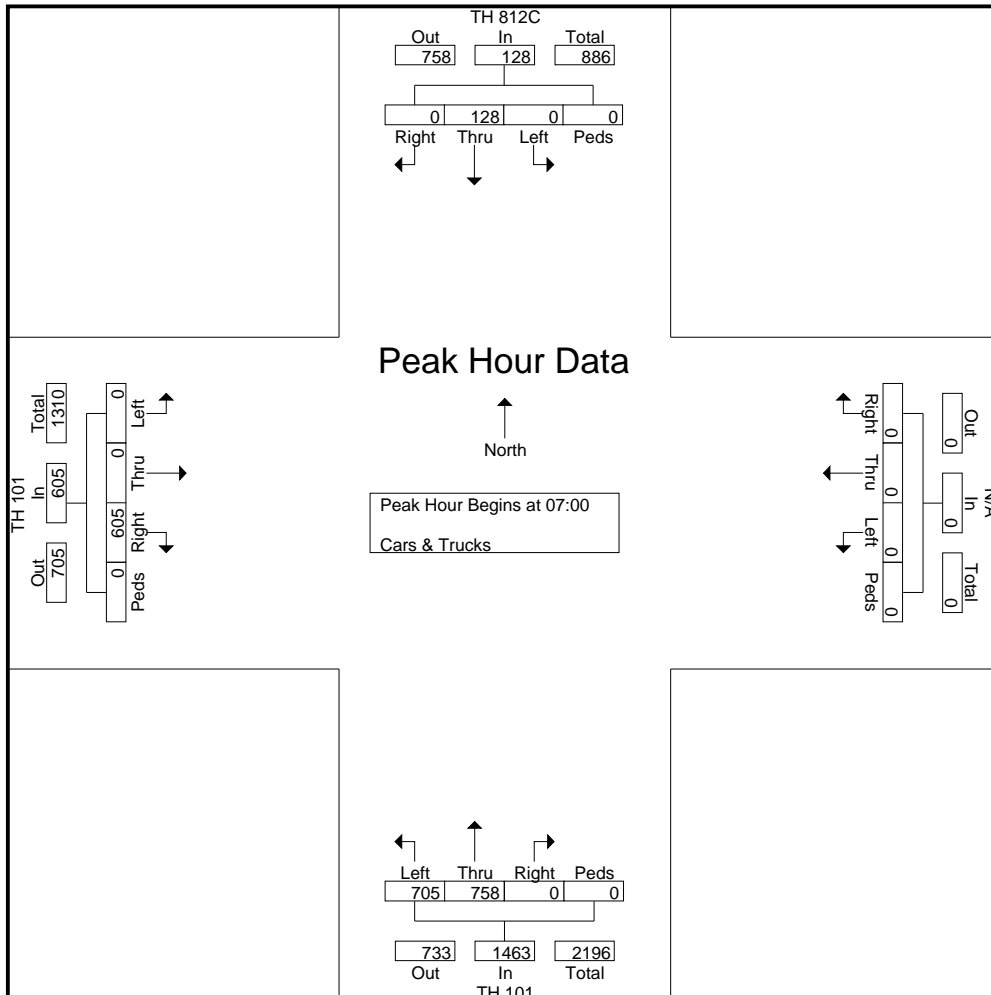 TH 812C
Out In Total
758 128 886
0 128 0 0
Right Thru Left Peds
Peak Hour Data
North
Peak Hour Begins at 07:00
Cars & Trucks
TH 101
Total In Out
1310 605 705
0 0 605 0
Left Thru Right Peds
Right Thru Left Peds
0 0 0 0
Out In Total
0 0 0
N/A
Left Thru Right Peds
705 758 0 0
733 1463 2196
Out In Total
TH 101